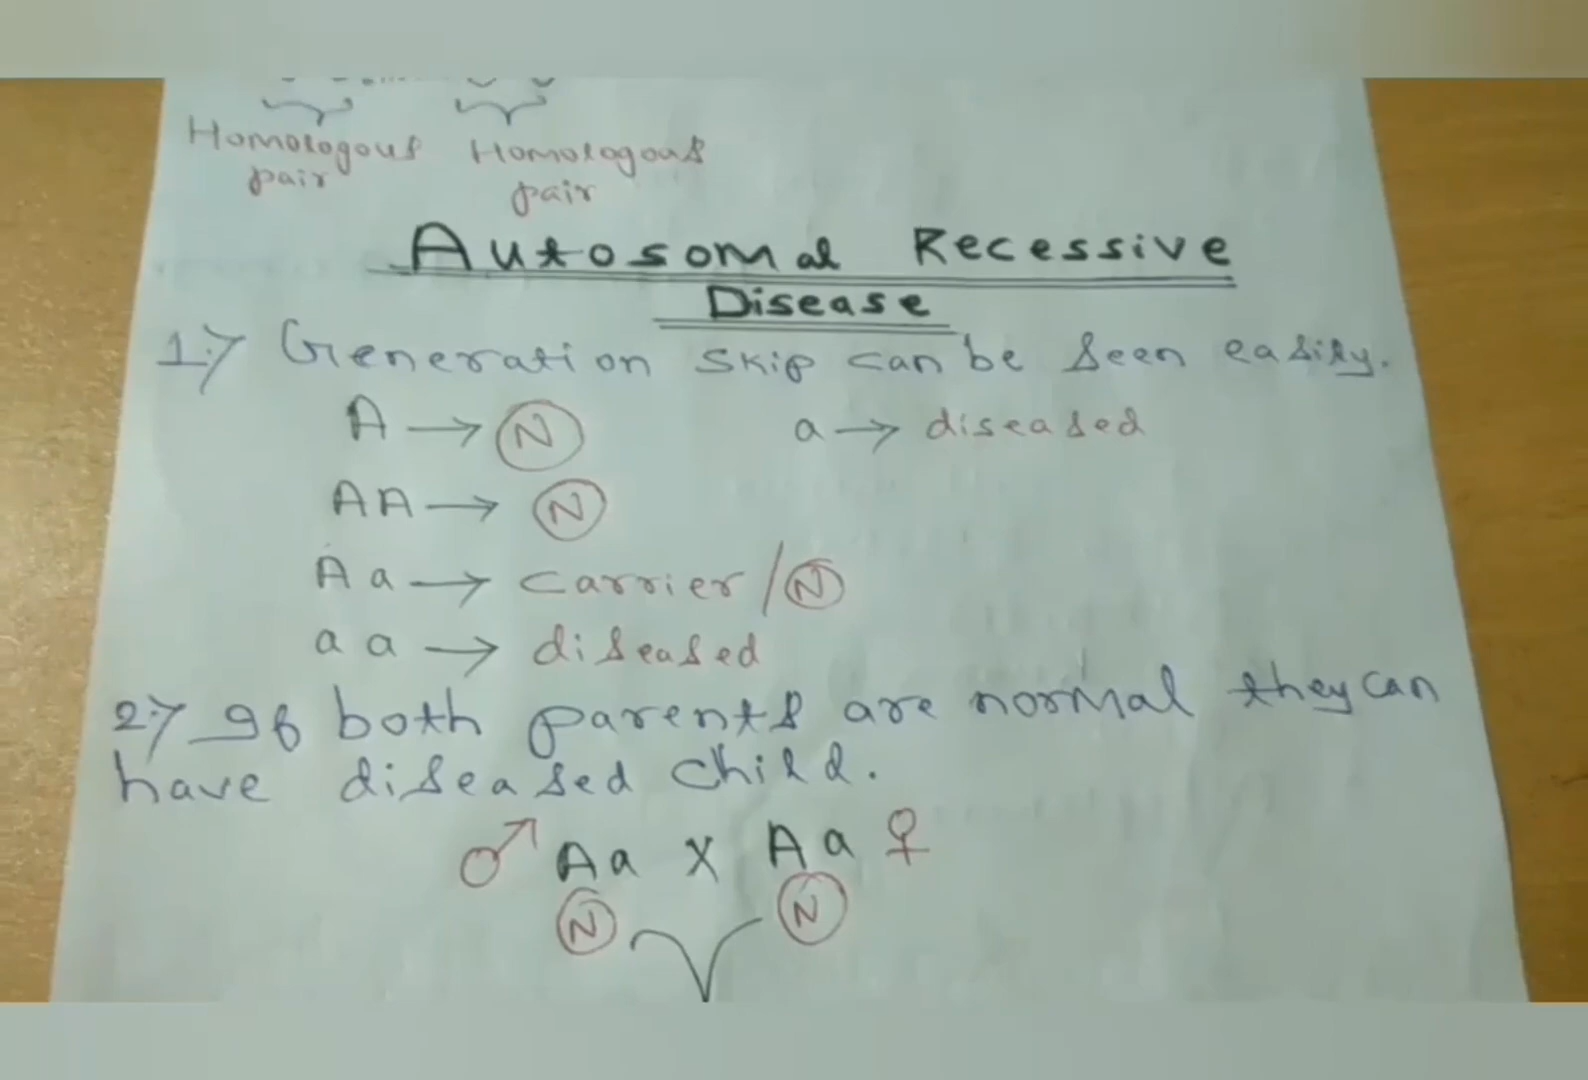 Homologous Homologous
pair pair
Autosomal Recessive
Disease
1.> Generation skip can be seen easily.
A → N a → diseased
AA → N
Aa → carrier / N
aa → diseased
2.> If both parents are normal they can
have diseased child.
♂ Aa X Aa ♀
N N